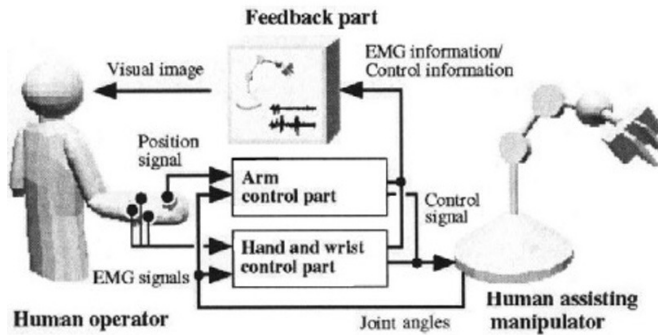 Feedback part
EMG information/
Control information
Visual image
Position
signal
Arm
control part
Control
signal
Hand and wrist
control part
EMG signals
Human operator
Joint angles
Human assisting
manipulator